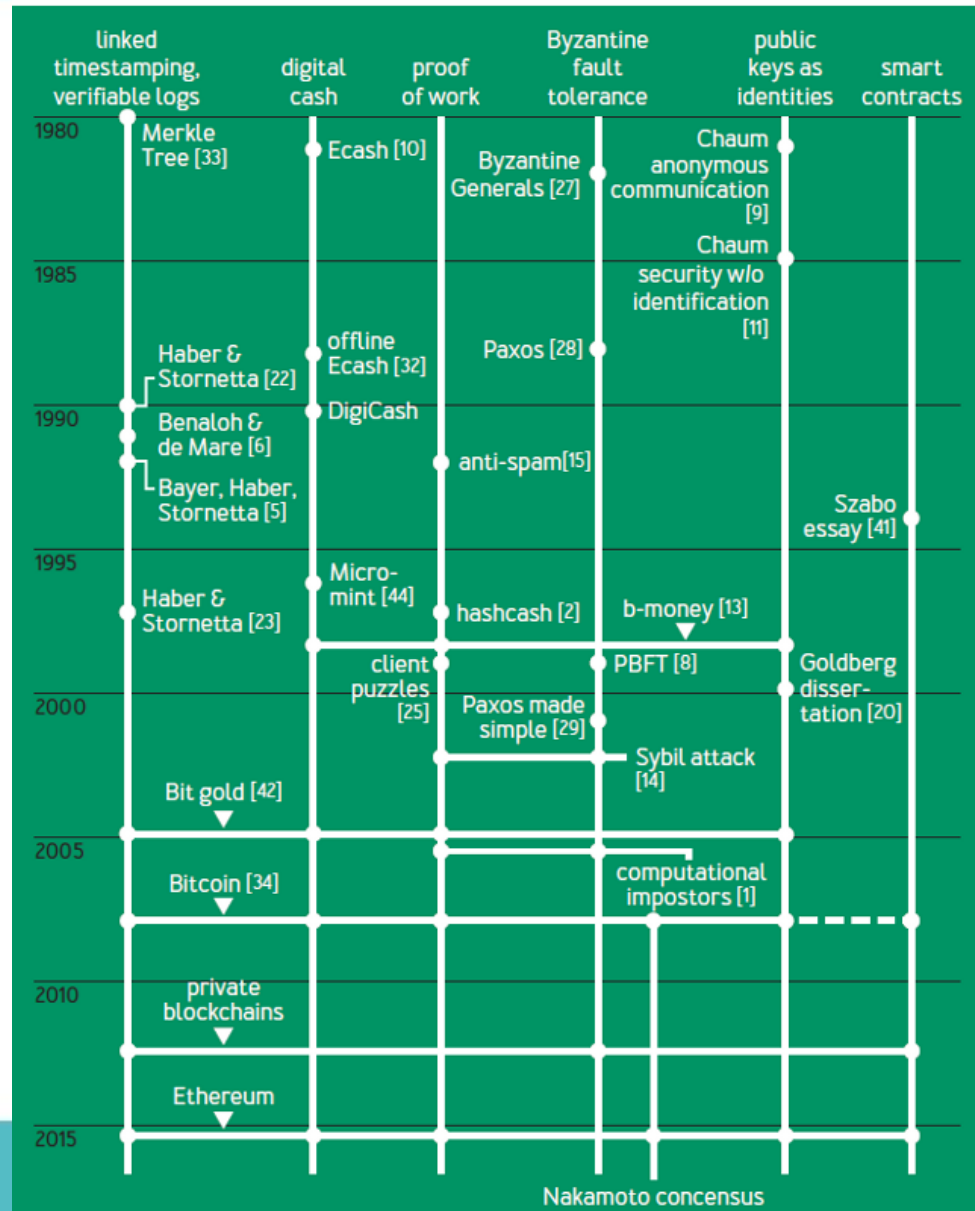 linked
timestamping,
verifiable logs
digital
cash
proof
of work
Byzantine
fault
tolerance
public
keys as
identities
smart
contracts
1980
Merkle
Tree [33]
Ecash [10]
Byzantine
Generals [27]
Chaum
anonymous
communication
[9]
Chaum
security w/o
identification
[11]
1985
Haber &
Stornetta [22]
offline
Ecash [32]
Paxos [28]
1990
DigiCash
Benaloh &
de Mare [6]
anti-spam[15]
Bayer, Haber,
Stornetta [5]
Szabo
essay [41]
1995
Micro-
mint [44]
Haber &
Stornetta [23]
hashcash [2]
b-money [13]
client
puzzles
[25]
PBFT [8]
Goldberg
disser-
tation [20]
2000
Paxos made
simple [29]
Sybil attack
[14]
Bit gold [42]
2005
computational
impostors [1]
Bitcoin [34]
2010
private
blockchains
Ethereum
2015
Nakamoto concensus